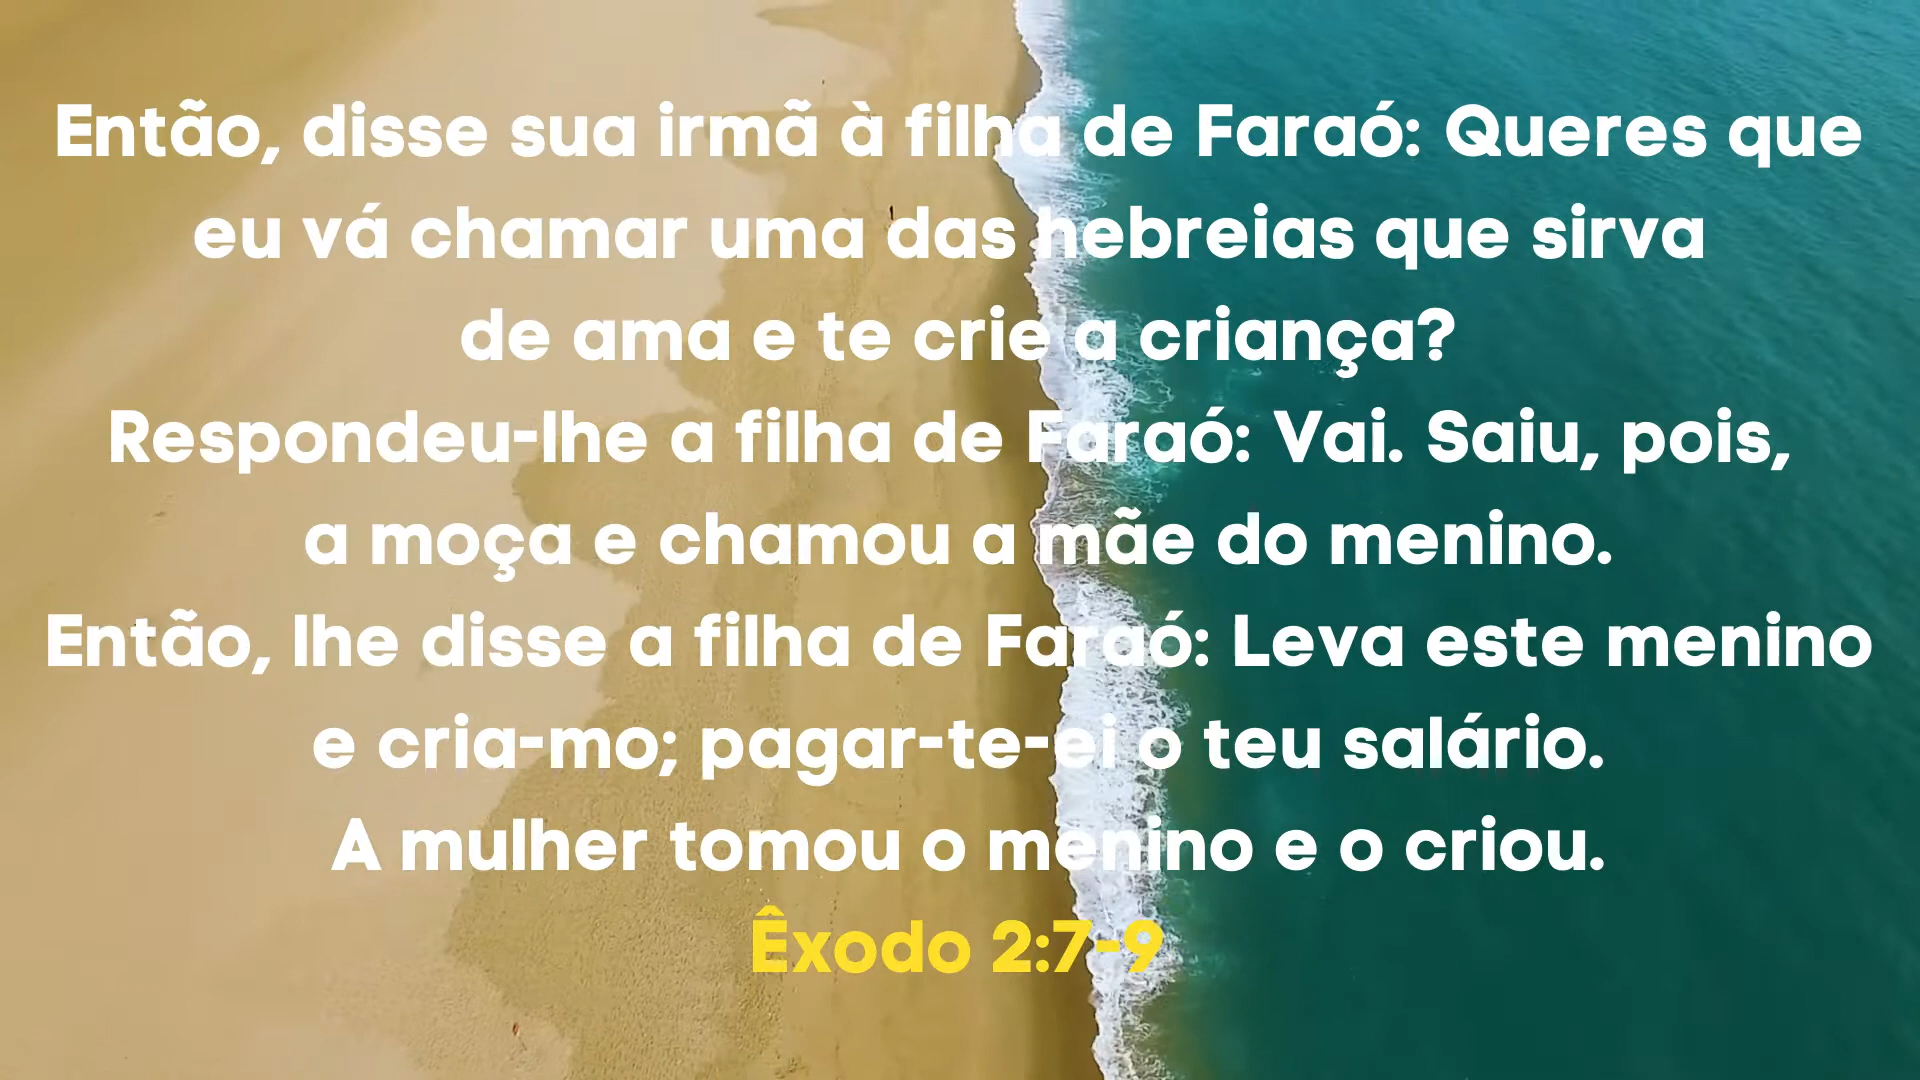 Então, disse sua irmã à filha de Faraó: Queres que
eu vá chamar uma das hebreias que sirva
de ama e te crie a criança?
Respondeu-lhe a filha de Faraó: Vai. Saiu, pois,
a moça e chamou a mãe do menino.
Então, lhe disse a filha de Faraó: Leva este menino
e cria-mo; pagar-te-ei o teu salário.
A mulher tomou o menino e o criou.
Êxodo 2:7-9